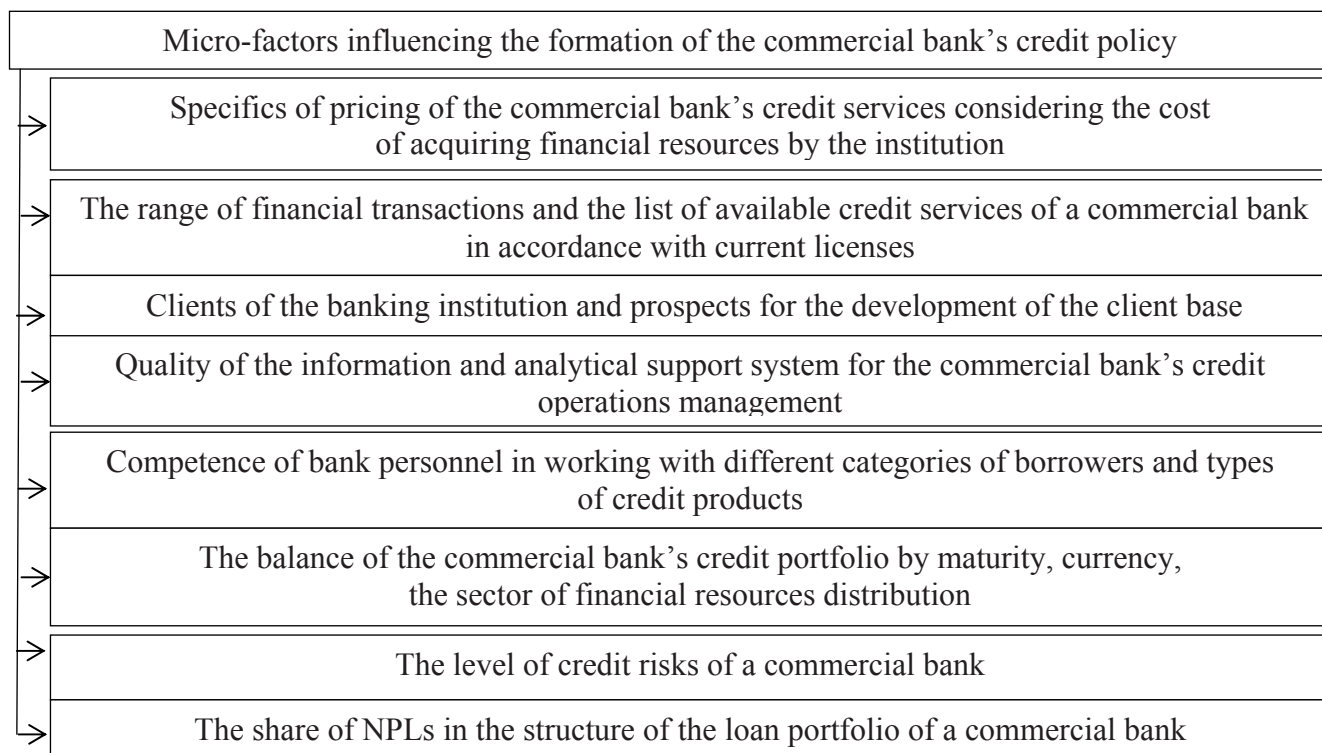 Micro-factors influencing the formation of the commercial bank’s credit policy
Specifics of pricing of the commercial bank’s credit services considering the cost
of acquiring financial resources by the institution
The range of financial transactions and the list of available credit services of a commercial bank
in accordance with current licenses
Clients of the banking institution and prospects for the development of the client base
Quality of the information and analytical support system for the commercial bank’s credit
operations management
Competence of bank personnel in working with different categories of borrowers and types
of credit products
The balance of the commercial bank’s credit portfolio by maturity, currency,
the sector of financial resources distribution
The level of credit risks of a commercial bank
The share of NPLs in the structure of the loan portfolio of a commercial bank